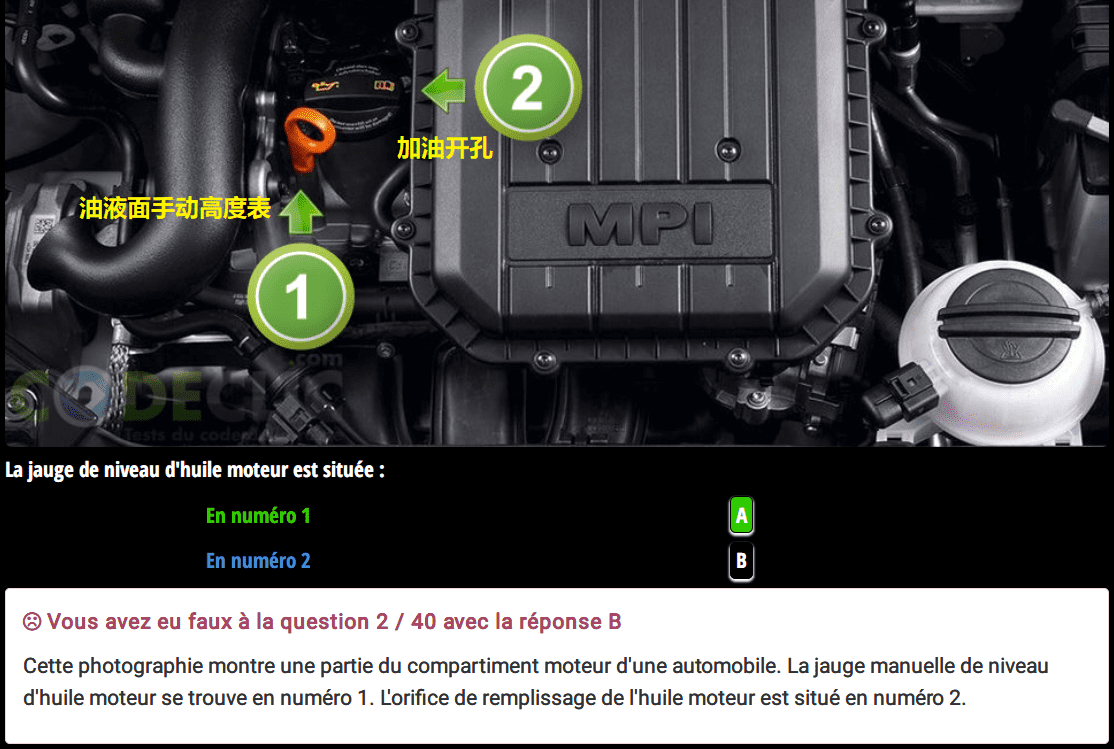 2
加油开孔
油液面手动高度表
MPI
1
CODECLIC.com
Tests du code
La jauge de niveau d'huile moteur est située :
En numéro 1 A
En numéro 2 B
Vous avez eu faux à la question 2 / 40 avec la réponse B
Cette photographie montre une partie du compartiment moteur d'une automobile. La jauge manuelle de niveau
d'huile moteur se trouve en numéro 1. L'orifice de remplissage de l'huile moteur est situé en numéro 2.